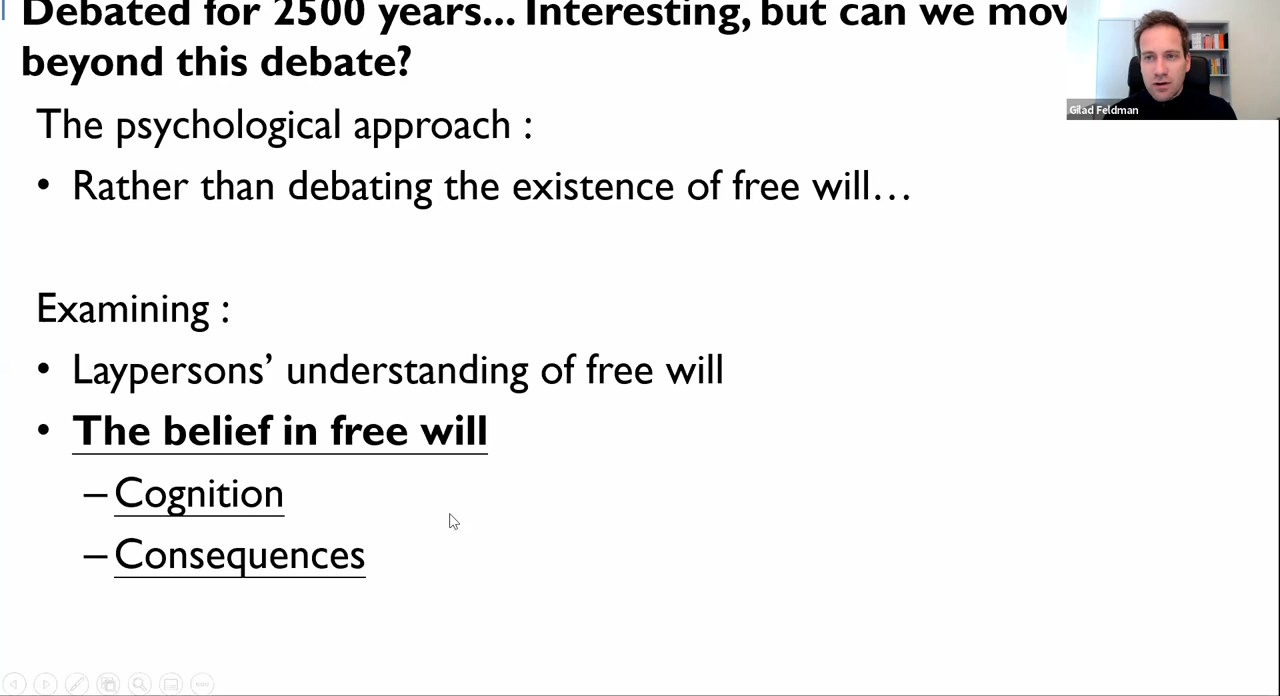 Debated for 2500 years... Interesting, but can we mov
beyond this debate?
Gilad Feldman
The psychological approach :
• Rather than debating the existence of free will…
Examining :
• Laypersons’ understanding of free will
• The belief in free will
– Cognition
– Consequences